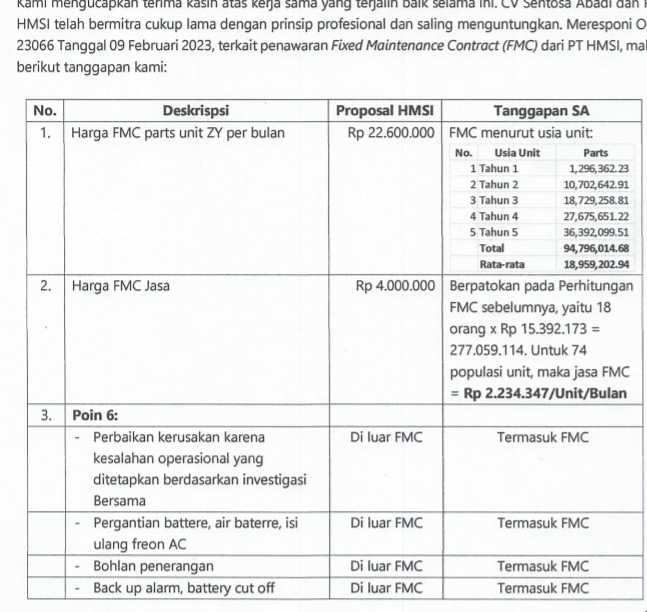 Kami mengucapkan terima kasih atas kerja sama yang terjalin baik selama ini. CV Sentosa Abadi dan
HMSI telah bermitra cukup lama dengan prinsip profesional dan saling menguntungkan. Meresponi
23066 Tanggal 09 Februari 2023, terkait penawaran Fixed Maintenance Contract (FMC) dari PT HMSI,
berikut tanggapan kami:
No. Deskrispsi Proposal HMSI Tanggapan SA
1. Harga FMC parts unit ZY per bulan Rp 22.600.000 FMC menurut usia unit:
No. Usia Unit Parts
1 Tahun 1 1,296,362.23
2 Tahun 2 10,702,642.91
3 Tahun 3 18,729,258.81
4 Tahun 4 27,675,651.22
5 Tahun 5 36,392,099.51
Total 94,796,014.68
Rata-rata 18,959,202.94
2. Harga FMC Jasa Rp 4.000.000 Berpatokan pada Perhitungan
FMC sebelumnya, yaitu 18
orang x Rp 15.392.173 =
277.059.114. Untuk 74
populasi unit, maka jasa FMC
= Rp 2.234.347/Unit/Bulan
3. Poin 6:
- Perbaikan kerusakan karena Di luar FMC Termasuk FMC
kesalahan operasional yang
ditetapkan berdasarkan investigasi
Bersama
- Pergantian battere, air baterre, isi Di luar FMC Termasuk FMC
ulang freon AC
- Bohlan penerangan Di luar FMC Termasuk FMC
- Back up alarm, battery cut off Di luar FMC Termasuk FMC